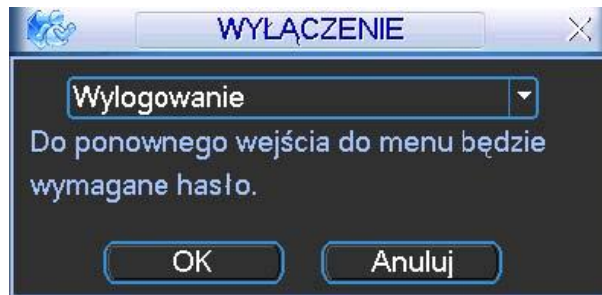 WYŁĄCZENIE
Wylogowanie
Do ponownego wejścia do menu będzie
wymagane hasło.
OK Anuluj